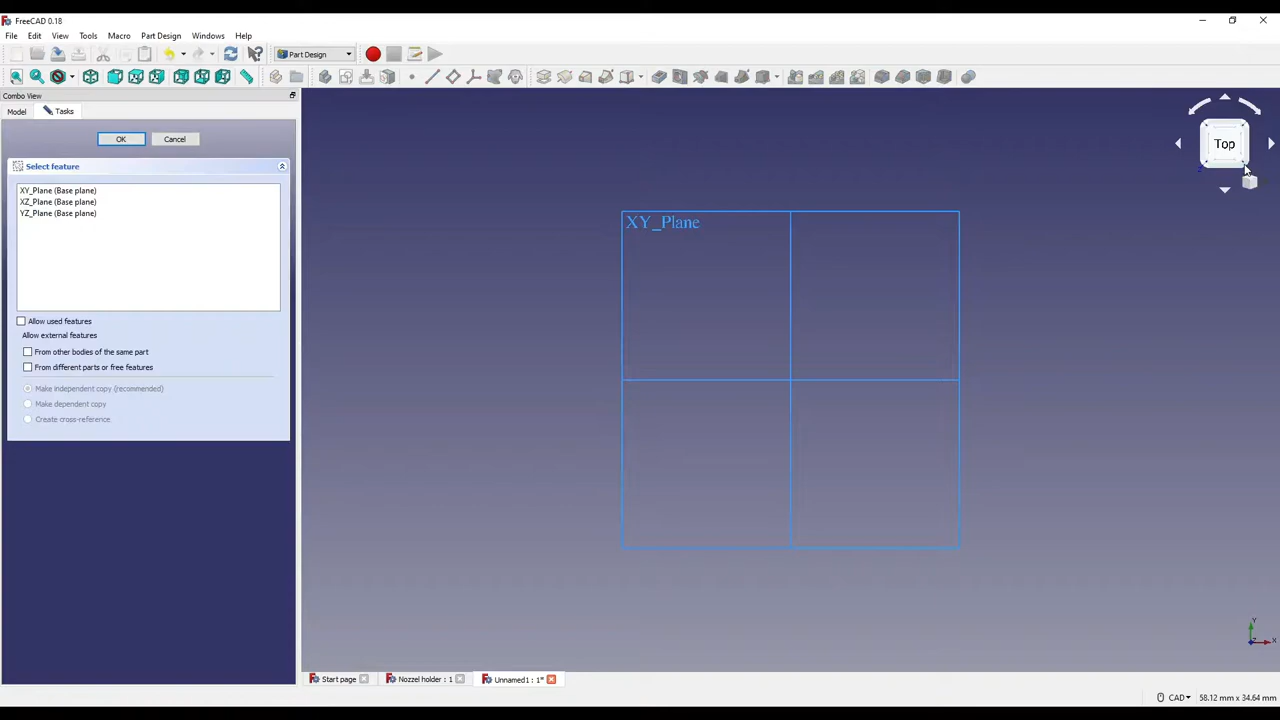 FreeCAD 0.18
File Edit View Tools Macro Part Design Windows Help
Part Design
Combo View
Model Tasks
OK Cancel
Select feature
XY_Plane (Base plane)
XZ_Plane (Base plane)
YZ_Plane (Base plane)
Allow used features
Allow external features
From other bodies of the same part
From different parts or free features
Make independent copy (recommended)
Make dependent copy
Create cross-reference
XY_Plane
Top
Z
Y
X
Start page Nozzel holder : 1 Unnamed1 : 1*
CAD 58.12 mm x 34.64 mm